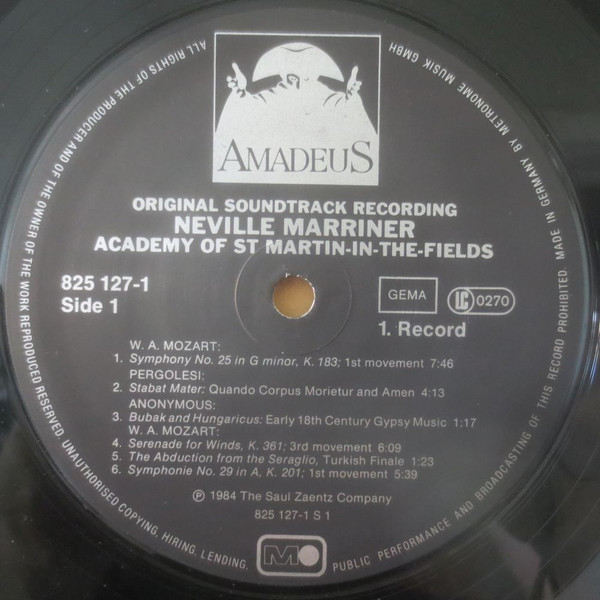 AMADEUS
ORIGINAL SOUNDTRACK RECORDING
NEVILLE MARRINER
ACADEMY OF ST MARTIN-IN-THE-FIELDS
825 127-1
Side 1
GEMA
LC 0270
1. Record
W. A. MOZART:
1. Symphony No. 25 in G minor, K. 183; 1st movement 7:46
PERGOLESI:
2. Stabat Mater: Quando Corpus Morietur and Amen 4:13
ANONYMOUS:
3. Bubak and Hungaricus: Early 18th Century Gypsy Music 1:17
W. A. MOZART:
4. Serenade for Winds, K. 361; 3rd movement 6:09
5. The Abduction from the Seraglio, Turkish Finale 1:23
6. Symphonie No. 29 in A, K. 201; 1st movement 5:39
℗ 1984 The Saul Zaentz Company
825 127-1 S 1
M
ALL RIGHTS OF THE PRODUCER AND OF THE OWNER OF THE WORK REPRODUCED RESERVED. UNAUTHORISED COPYING, HIRING, LENDING, PUBLIC PERFORMANCE AND BROADCASTING OF THIS RECORD PROHIBITED. MADE IN GERMANY BY METRONOME MUSIK GMBH